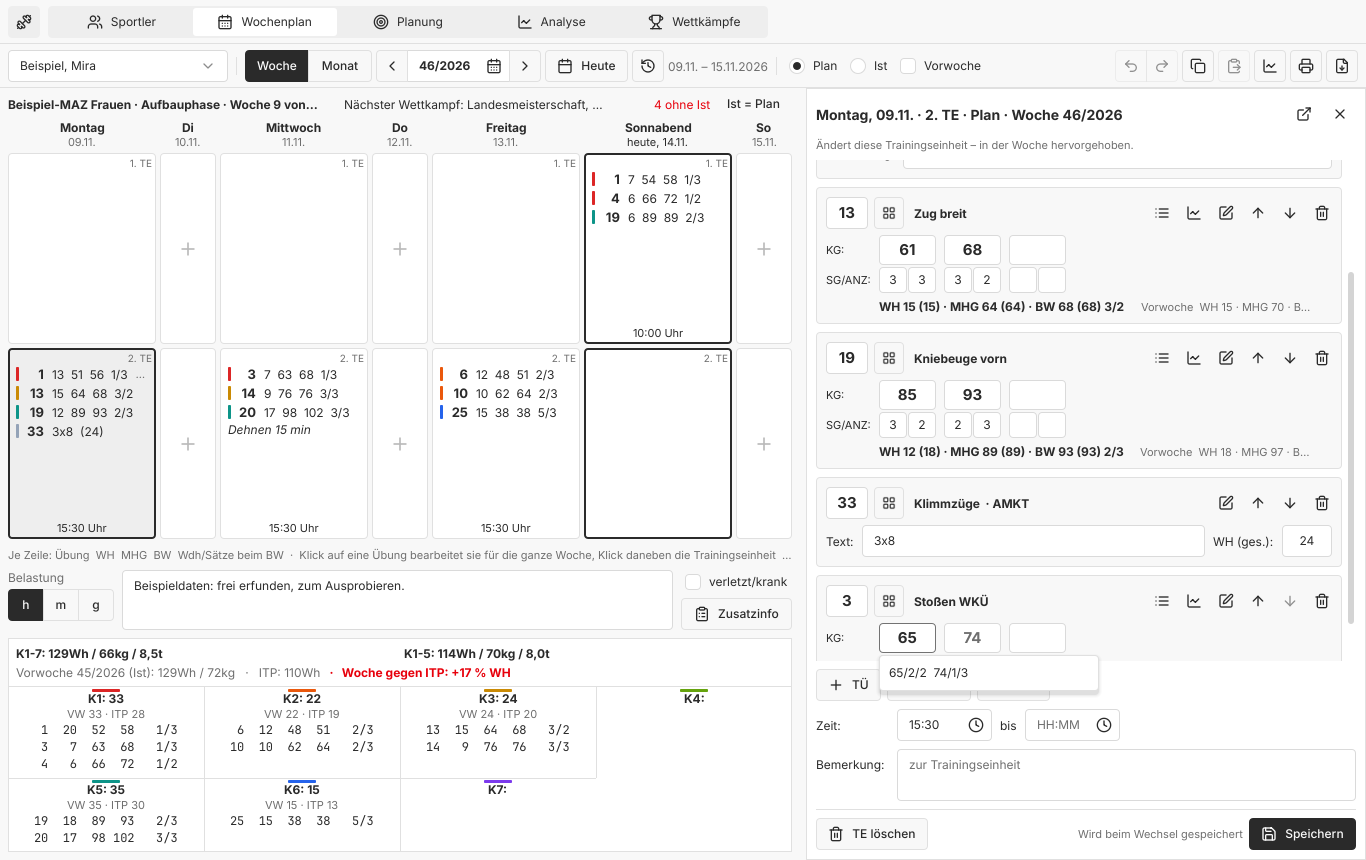 Sportler
Wochenplan
Planung
Analyse
Wettkämpfe
Beispiel, Mira
Woche
Monat
46/2026
Heute
09.11. – 15.11.2026
Plan
Ist
Vorwoche
Beispiel-MAZ Frauen · Aufbauphase · Woche 9 von...
Nächster Wettkampf: Landesmeisterschaft, ...
4 ohne Ist
Ist = Plan
Montag
09.11.
Di
10.11.
Mittwoch
11.11.
Do
12.11.
Freitag
13.11.
Sonnabend
heute, 14.11.
So
15.11.
1. TE
1. TE
1. TE
1. TE
1 7 54 58 1/3
4 6 66 72 1/2
19 6 89 89 2/3
10:00 Uhr
2. TE
1 13 51 56 1/3 ...
13 15 64 68 3/2
19 12 89 93 2/3
33 3x8 (24)
15:30 Uhr
2. TE
3 7 63 68 1/3
14 9 76 76 3/3
20 17 98 102 3/3
Dehnen 15 min
15:30 Uhr
2. TE
6 12 48 51 2/3
10 10 62 64 2/3
25 15 38 38 5/3
15:30 Uhr
2. TE
Je Zeile: Übung WH MHG BW Wdh/Sätze beim BW · Klick auf eine Übung bearbeitet sie für die ganze Woche, Klick daneben die Trainingseinheit ...
Belastung
h m g
Beispieldaten: frei erfunden, zum Ausprobieren.
verletzt/krank
Zusatzinfo
K1-7: 129Wh / 66kg / 8,5t
K1-5: 114Wh / 70kg / 8,0t
Vorwoche 45/2026 (Ist): 129Wh / 72kg · ITP: 110Wh · Woche gegen ITP: +17 % WH
K1: 33
VW 33 · ITP 28
1 20 52 58 1/3
3 7 63 68 1/3
4 6 66 72 1/2
K2: 22
VW 22 · ITP 19
6 12 48 51 2/3
10 10 62 64 2/3
K3: 24
VW 24 · ITP 20
13 15 64 68 3/2
14 9 76 76 3/3
K4:
K5: 35
VW 35 · ITP 30
19 18 89 93 2/3
20 17 98 102 3/3
K6: 15
VW 15 · ITP 13
25 15 38 38 5/3
K7:
Montag, 09.11. · 2. TE · Plan · Woche 46/2026
Ändert diese Trainingseinheit – in der Woche hervorgehoben.
13 Zug breit
KG: 61 68
SG/ANZ: 3 3 3 2
WH 15 (15) · MHG 64 (64) · BW 68 (68) 3/2 Vorwoche WH 15 · MHG 70 · B...
19 Kniebeuge vorn
KG: 85 93
SG/ANZ: 3 2 2 3
WH 12 (18) · MHG 89 (89) · BW 93 (93) 2/3 Vorwoche WH 18 · MHG 97 · B...
33 Klimmzüge · AMKT
Text: 3x8 WH (ges.): 24
3 Stoßen WKÜ
KG: 65 74
65/2/2 74/1/3
TÜ
Zeit: 15:30 bis HH:MM
Bemerkung: zur Trainingseinheit
TE löschen
Wird beim Wechsel gespeichert
Speichern